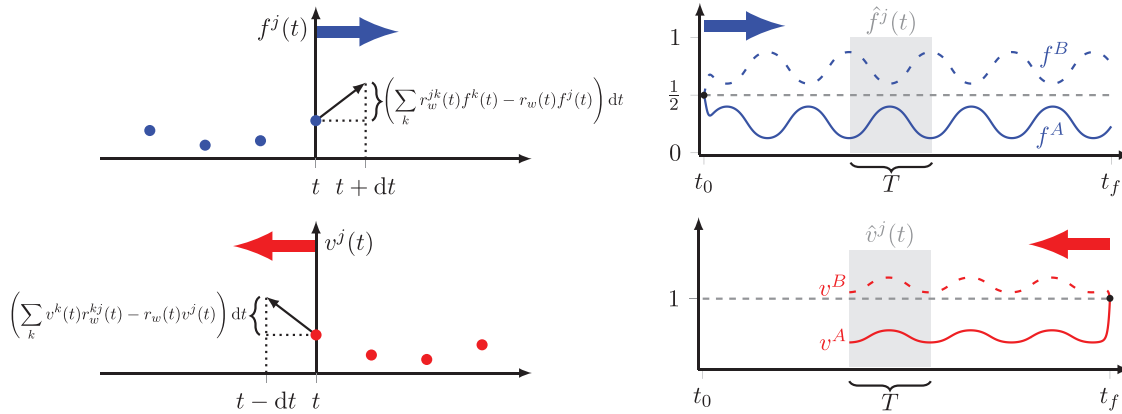 f^j(t)
(∑_k r_w^{jk}(t)f^k(t) − r_w(t)f^j(t)) dt
t t + dt
f̂^j(t)
1
f^B
1/2
f^A
0
t_0 T t_f
v^j(t)
(∑_k v^k(t)r_w^{kj}(t) − r_w(t)v^j(t)) dt
t − dt t
v̂^j(t)
v^B
1
v^A
t_0 T t_f